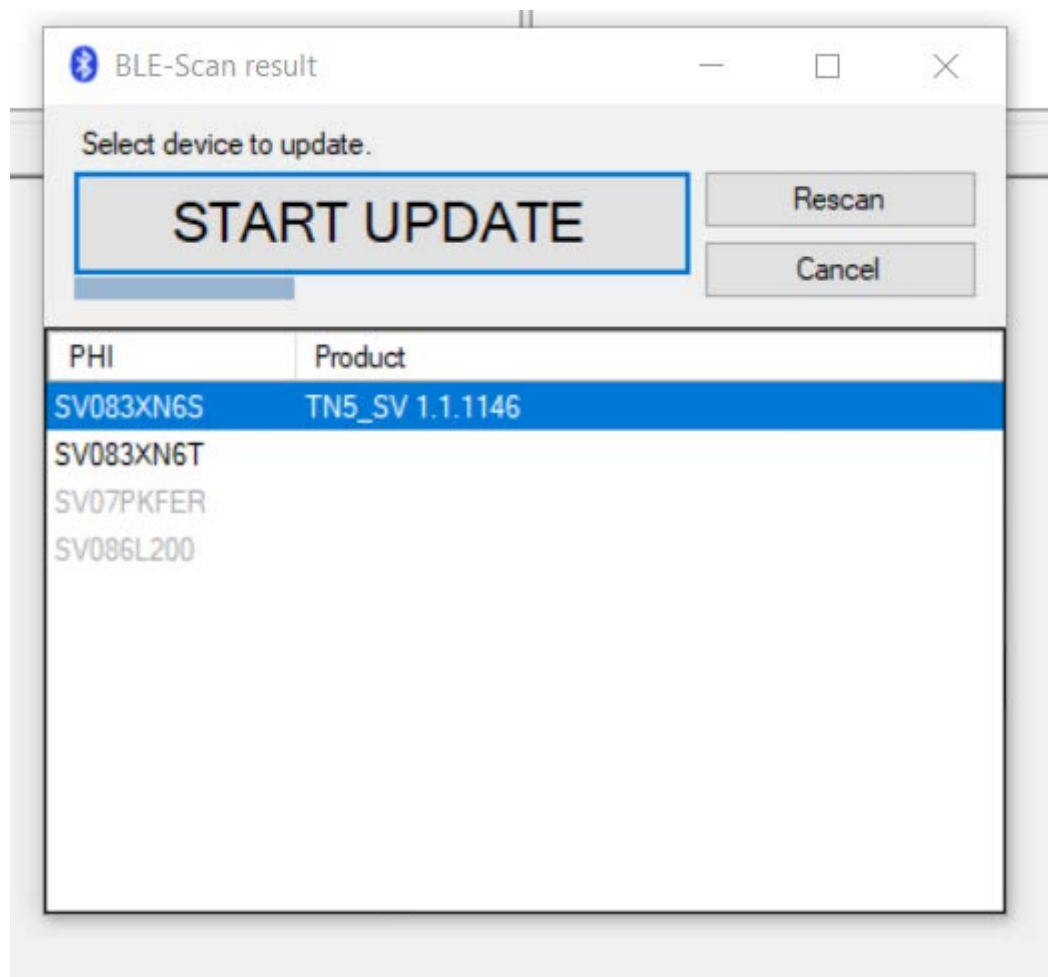 BLE-Scan result
Select device to update.
START UPDATE
Rescan
Cancel
PHI Product
SV083XN6S TN5_SV 1.1.1146
SV083XN6T
SV07PKFER
SV086L200